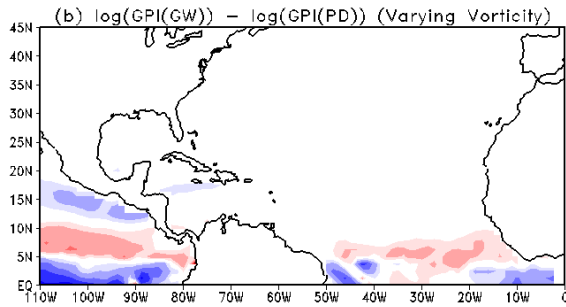 (b) log(GPI(GW)) – log(GPI(PD)) (Varying Vorticity)
45N
40N
35N
30N
25N
20N
15N
10N
5N
EQ
110W 100W 90W 80W 70W 60W 50W 40W 30W 20W 10W 0